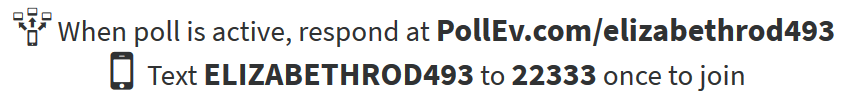 When poll is active, respond at PollEv.com/elizabethrod493
Text ELIZABETHROD493 to 22333 once to join